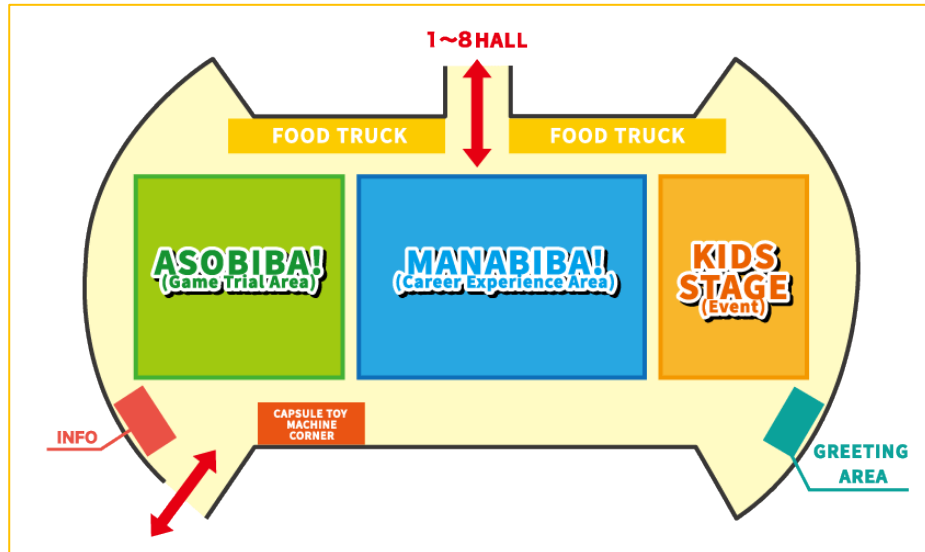 1～8 HALL
FOOD TRUCK
FOOD TRUCK
ASOBIBA!
(Game Trial Area)
MANABIBA!
(Career Experience Area)
KIDS
STAGE
(Event)
CAPSULE TOY
MACHINE
CORNER
INFO
GREETING
AREA